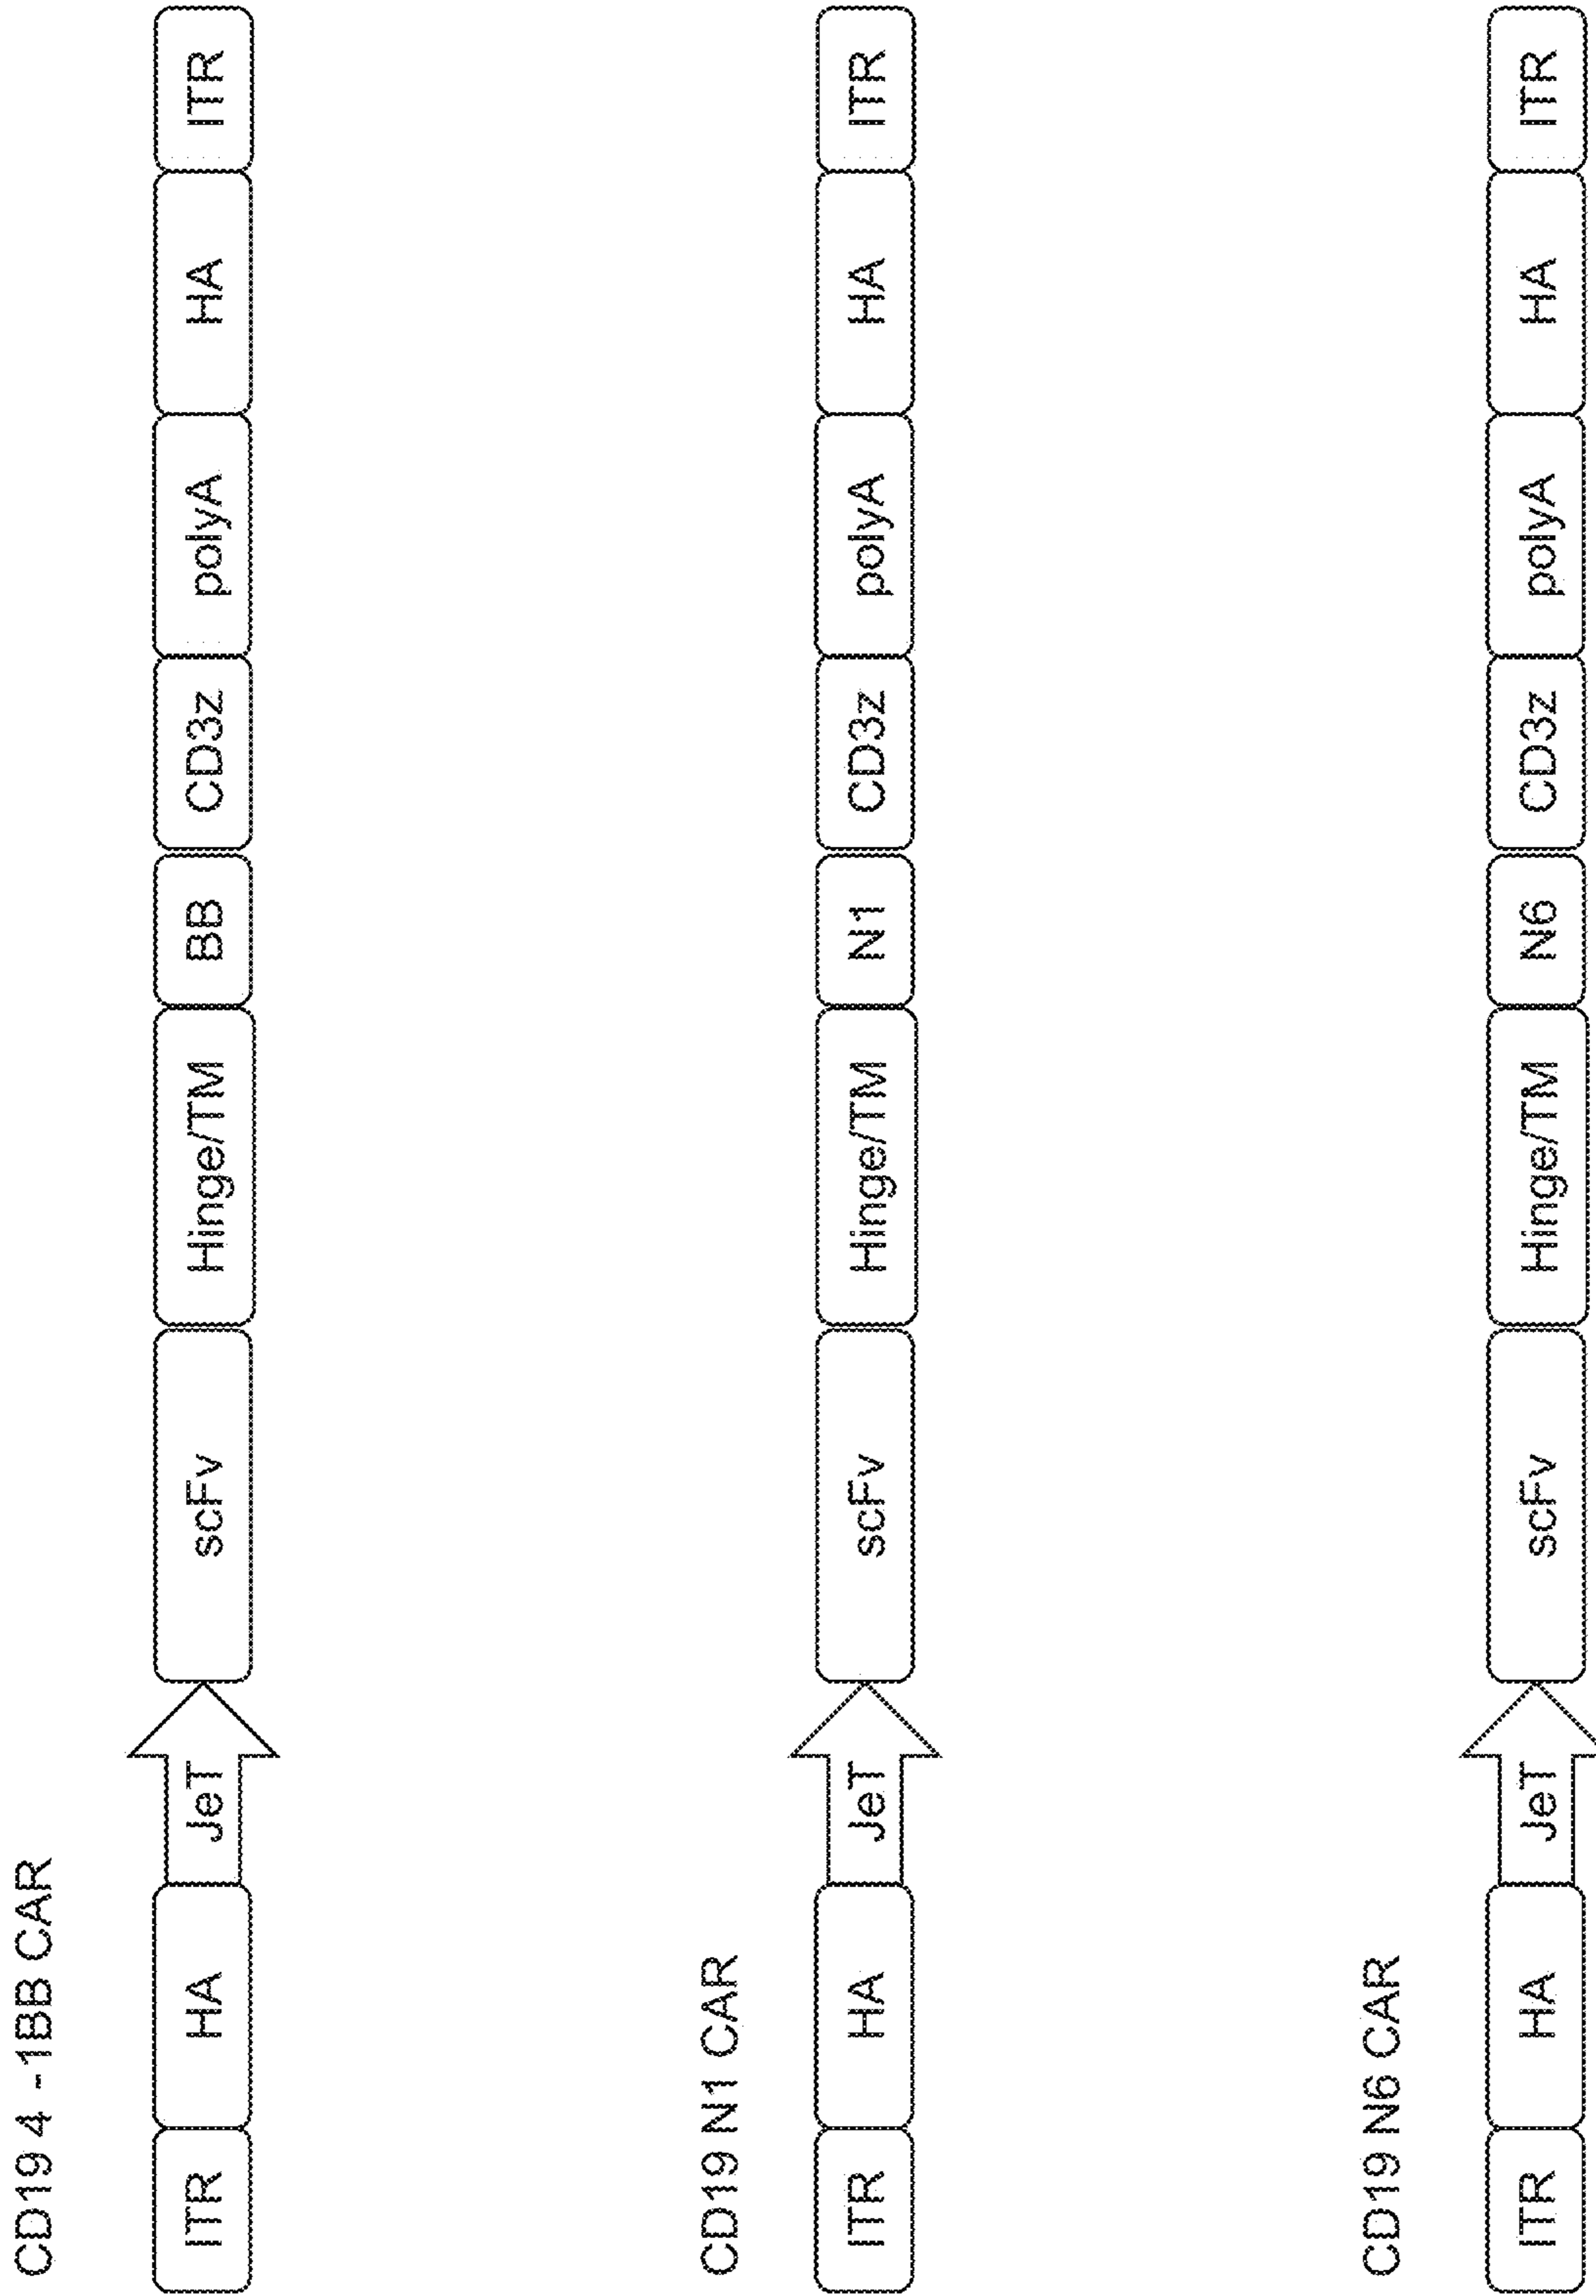 CD19 4 -1BB CAR
ITR HA JeT scFv Hinge/TM BB CD3z polyA HA ITR
CD19 N1 CAR
ITR HA JeT scFv Hinge/TM N1 CD3z polyA HA ITR
CD19 N6 CAR
ITR HA JeT scFv Hinge/TM N6 CD3z polyA HA ITR